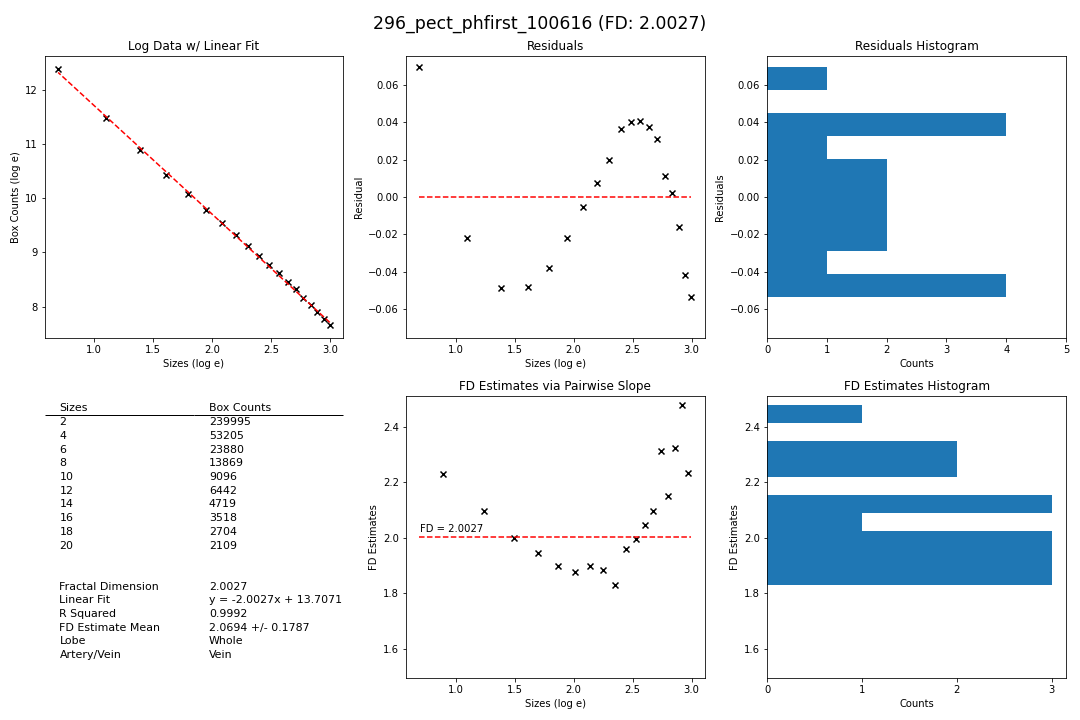 296_pect_phfirst_100616 (FD: 2.0027)
Log Data w/ Linear Fit
Box Counts (log e)
12
11
10
9
8
1.0 1.5 2.0 2.5 3.0
Sizes (log e)
Residuals
Residual
0.06
0.04
0.02
0.00
−0.02
−0.04
−0.06
1.0 1.5 2.0 2.5 3.0
Sizes (log e)
Residuals Histogram
Residuals
0.06
0.04
0.02
0.00
−0.02
−0.04
−0.06
0 1 2 3 4 5
Counts
Sizes Box Counts
2 239995
4 53205
6 23880
8 13869
10 9096
12 6442
14 4719
16 3518
18 2704
20 2109
Fractal Dimension 2.0027
Linear Fit y = -2.0027x + 13.7071
R Squared 0.9992
FD Estimate Mean 2.0694 +/- 0.1787
Lobe Whole
Artery/Vein Vein
FD Estimates via Pairwise Slope
FD Estimates
2.4
2.2
2.0
1.8
1.6
FD = 2.0027
1.0 1.5 2.0 2.5 3.0
Sizes (log e)
FD Estimates Histogram
FD Estimates
2.4
2.2
2.0
1.8
1.6
0 1 2 3
Counts